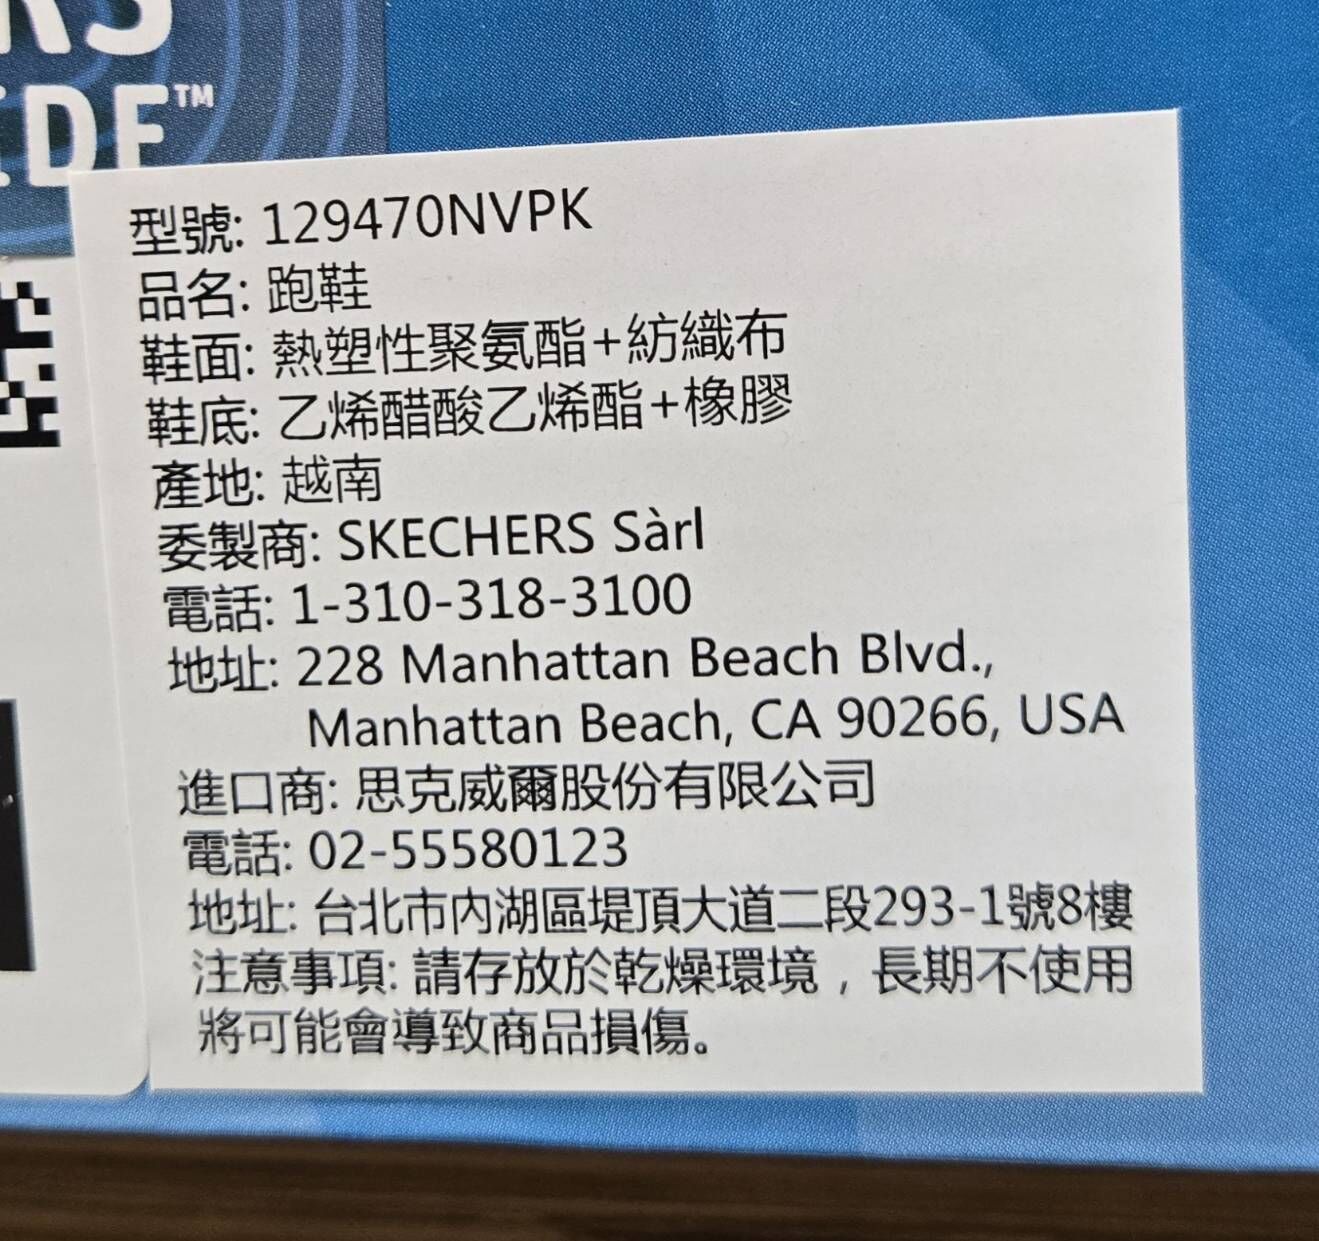 TM
型號: 129470NVPK
品名: 跑鞋
鞋面: 熱塑性聚氨酯+紡織布
鞋底: 乙烯醋酸乙烯酯+橡膠
產地: 越南
委製商: SKECHERS Sàrl
電話: 1-310-318-3100
地址: 228 Manhattan Beach Blvd.,
Manhattan Beach, CA 90266, USA
進口商: 思克威爾股份有限公司
電話: 02-55580123
地址: 台北市內湖區堤頂大道二段293-1號8樓
注意事項: 請存放於乾燥環境，長期不使用
將可能會導致商品損傷。